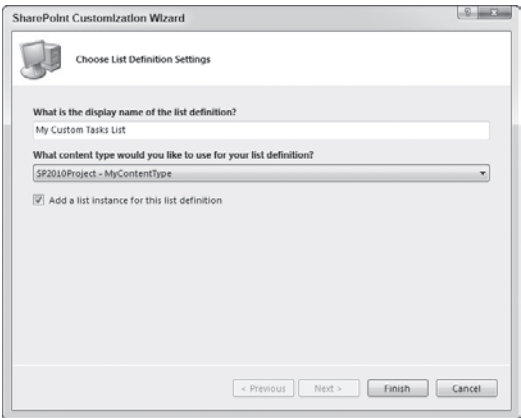 SharePoint Customization Wizard
Choose List Definition Settings
What is the display name of the list definition?
My Custom Tasks List
What content type would you like to use for your list definition?
SP2010Project - MyContentType
Add a list instance for this list definition
< Previous
Next >
Finish
Cancel